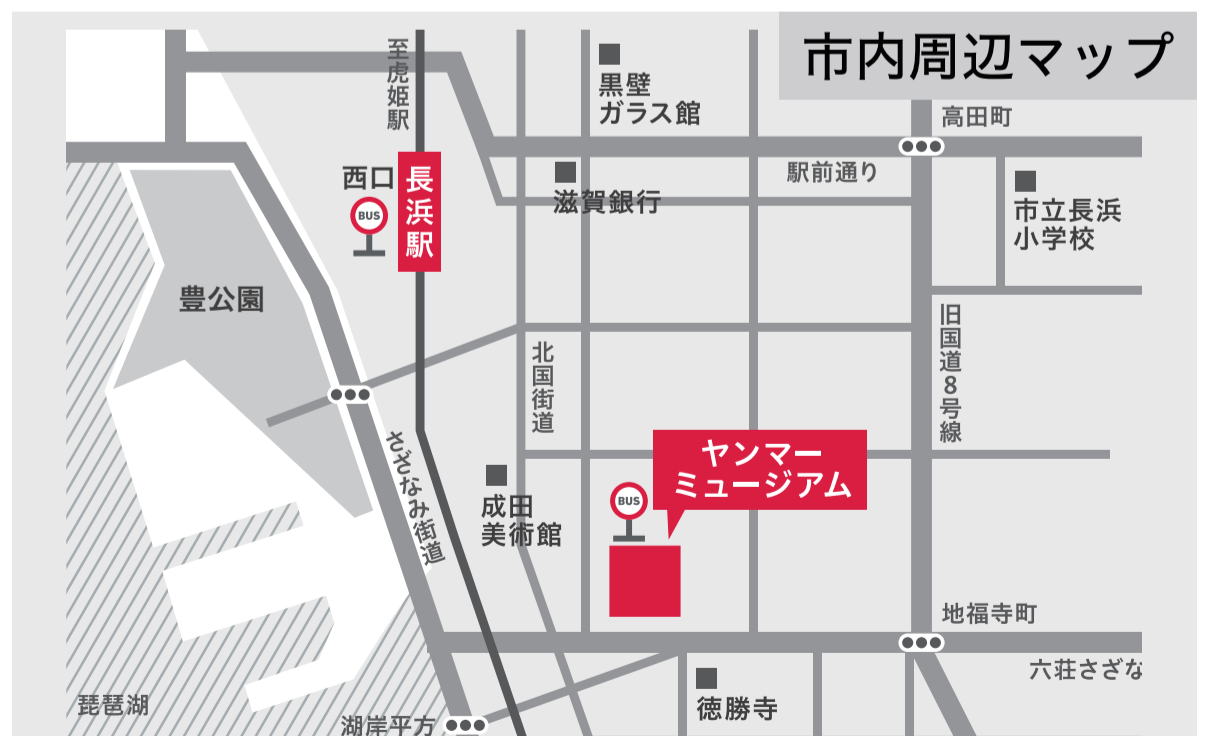 市内周辺マップ
至虎姫駅
黒壁
ガラス館
高田町
西口
長浜駅
BUS
滋賀銀行
駅前通り
市立長浜
小学校
豊公園
北国街道
旧国道8号線
さざなみ街道
ヤンマー
ミュージアム
BUS
成田
美術館
地福寺町
六荘さざな
徳勝寺
琵琶湖
湖岸平方